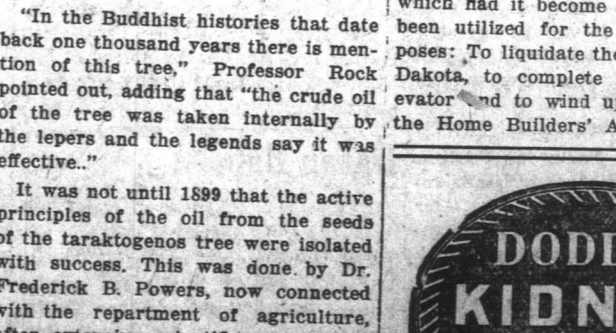 "In the Buddhist histories that date
back one thousand years there is men-
tion of this tree," Professor Rock
pointed out, adding that "the crude oil
of the tree was taken internally by
the lepers and the legends say it was
effective.."
It was not until 1899 that the active
principles of the oil from the seeds
of the taraktogenos tree were isolated
with success. This was done by Dr.
Frederick B. Powers, now connected
with the repartment of agriculture,
which had it become
been utilized for the
poses: To liquidate the
Dakota, to complete
evator and to wind u
the Home Builders' A
DODD
KIDN